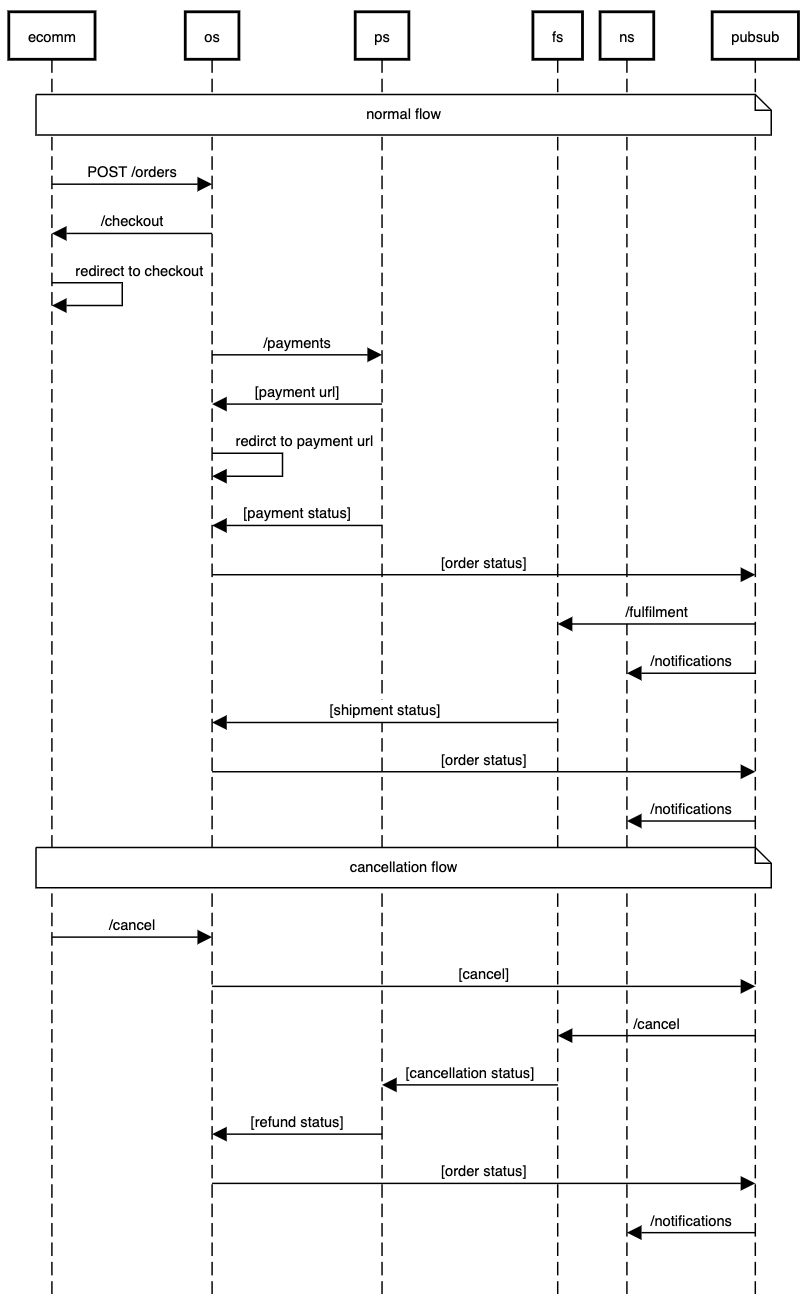 ecomm os ps fs ns pubsub
normal flow
POST /orders
/checkout
redirect to checkout
/payments
[payment url]
redirct to payment url
[payment status]
[order status]
/fulfilment
/notifications
[shipment status]
[order status]
/notifications
cancellation flow
/cancel
[cancel]
/cancel
[cancellation status]
[refund status]
[order status]
/notifications